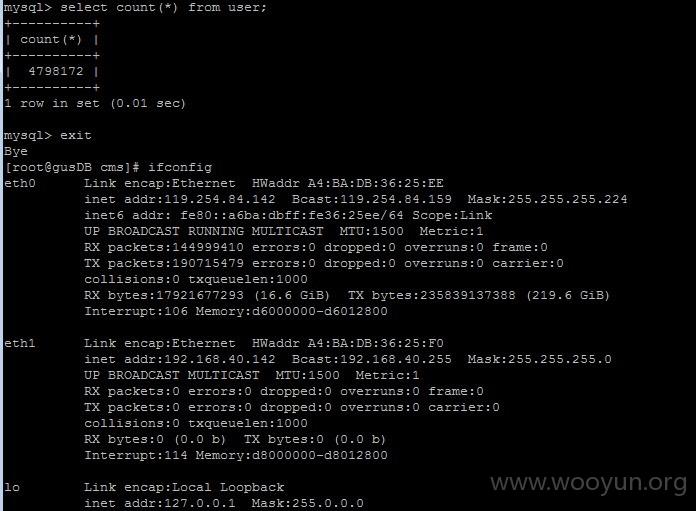 mysql> select count(*) from user;
+----------+
| count(*) |
+----------+
|  4798172 |
+----------+
1 row in set (0.01 sec)
mysql> exit
Bye
[root@gusDB cms]# ifconfig
eth0      Link encap:Ethernet  HWaddr A4:BA:DB:36:25:EE
          inet addr:119.254.84.142  Bcast:119.254.84.159  Mask:255.255.255.224
          inet6 addr: fe80::a6ba:dbff:fe36:25ee/64 Scope:Link
          UP BROADCAST RUNNING MULTICAST  MTU:1500  Metric:1
          RX packets:144999410 errors:0 dropped:0 overruns:0 frame:0
          TX packets:190715479 errors:0 dropped:0 overruns:0 carrier:0
          collisions:0 txqueuelen:1000
          RX bytes:17921677293 (16.6 GiB)  TX bytes:235839137388 (219.6 GiB)
          Interrupt:106 Memory:d6000000-d6012800
eth1      Link encap:Ethernet  HWaddr A4:BA:DB:36:25:F0
          inet addr:192.168.40.142  Bcast:192.168.40.255  Mask:255.255.255.0
          UP BROADCAST MULTICAST  MTU:1500  Metric:1
          RX packets:0 errors:0 dropped:0 overruns:0 frame:0
          TX packets:0 errors:0 dropped:0 overruns:0 carrier:0
          collisions:0 txqueuelen:1000
          RX bytes:0 (0.0 b)  TX bytes:0 (0.0 b)
          Interrupt:114 Memory:d8000000-d8012800
lo        Link encap:Local Loopback
          inet addr:127.0.0.1  Mask:255.0.0.0
www.wooyun.org